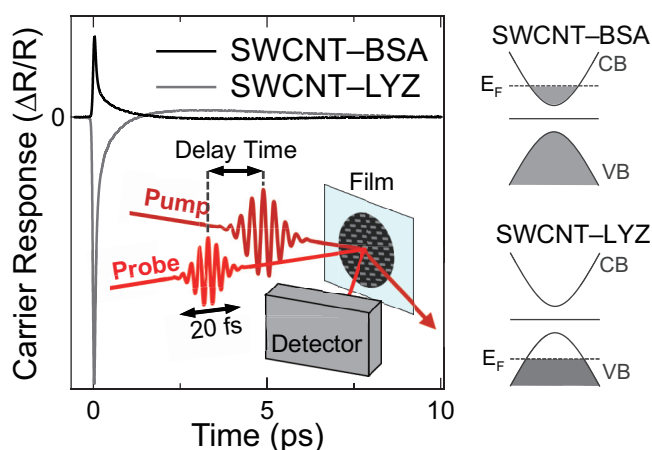 Carrier Response (ΔR/R)
0
SWCNT–BSA
SWCNT–LYZ
Delay Time
Pump
Probe
20 fs
Film
Detector
0
5
10
Time (ps)
SWCNT–BSA
CB
E_F
VB
SWCNT–LYZ
CB
E_F
VB